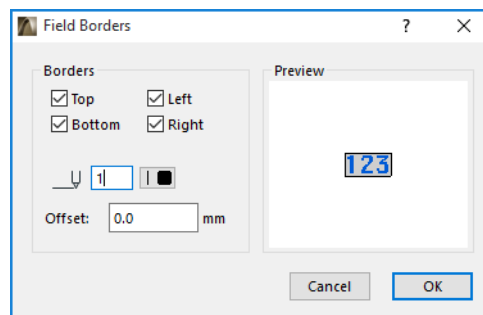 Field Borders ?
Borders
Top Left
Bottom Right
1
Offset: 0.0 mm
Preview
123
Cancel OK